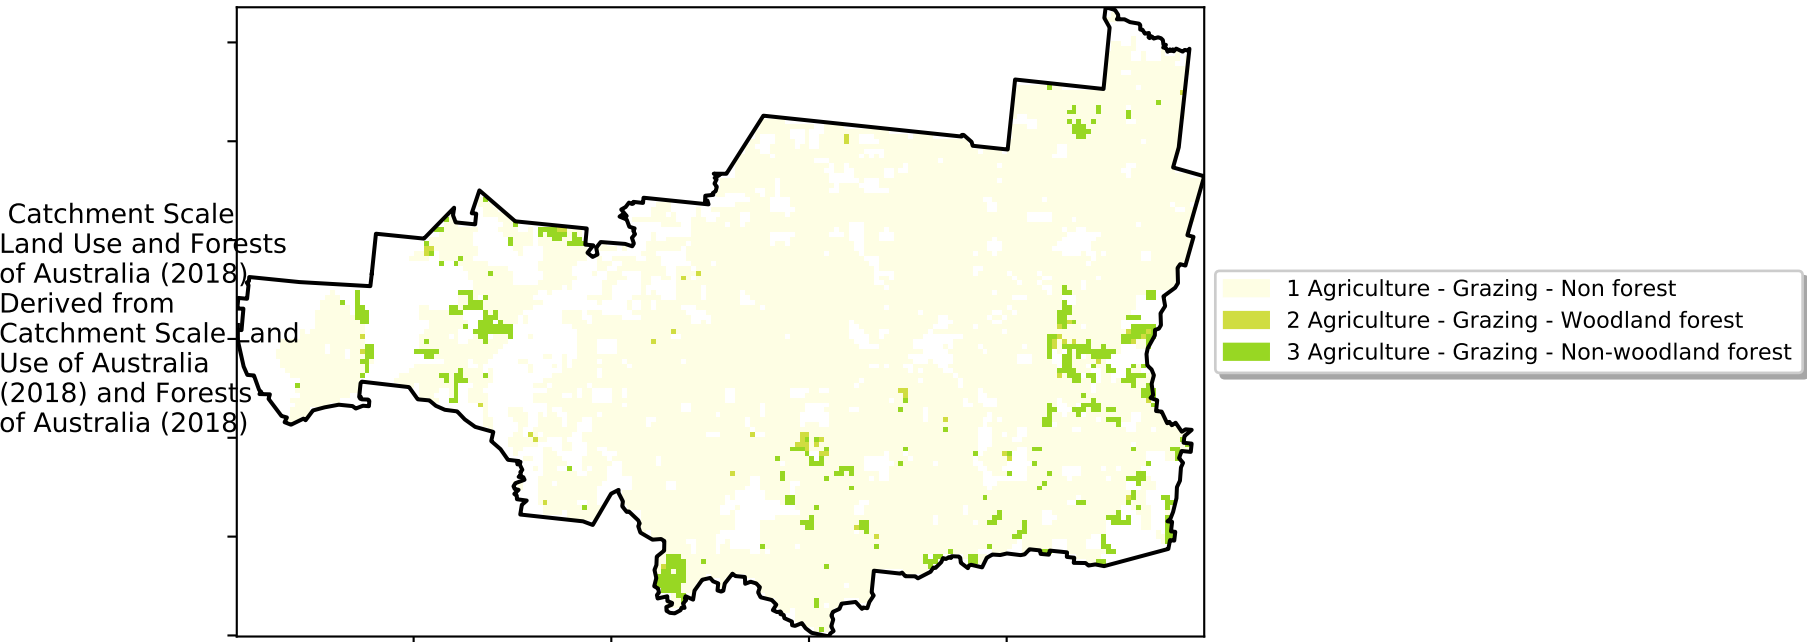 Catchment Scale
Land Use and Forests
of Australia (2018)
Derived from
Catchment Scale Land
Use of Australia
(2018) and Forests
of Australia (2018)
1 Agriculture - Grazing - Non forest
2 Agriculture - Grazing - Woodland forest
3 Agriculture - Grazing - Non-woodland forest